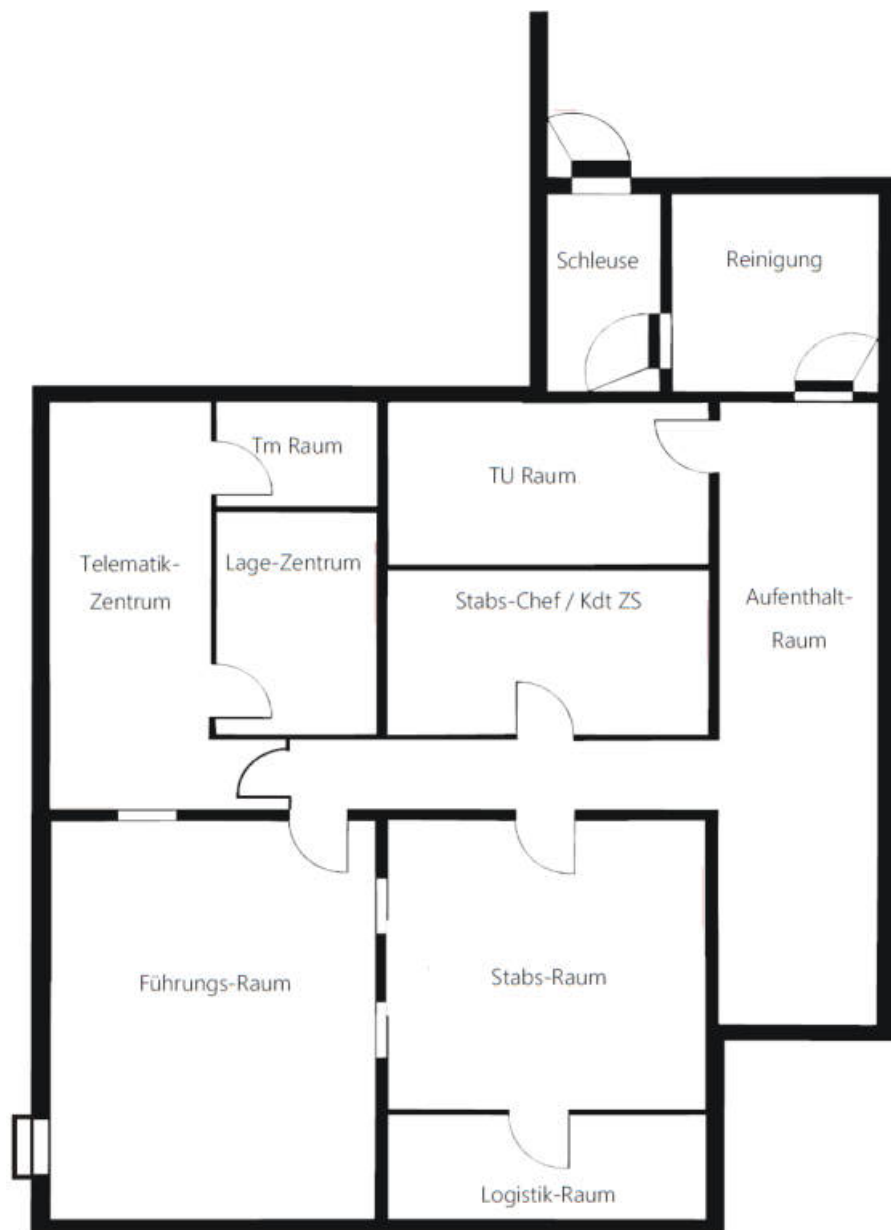 Schleuse
Reinigung
Tm Raum
TU Raum
Telematik-
Zentrum
Lage-Zentrum
Stabs-Chef / Kdt ZS
Aufenthalt-
Raum
Führungs-Raum
Stabs-Raum
Logistik-Raum